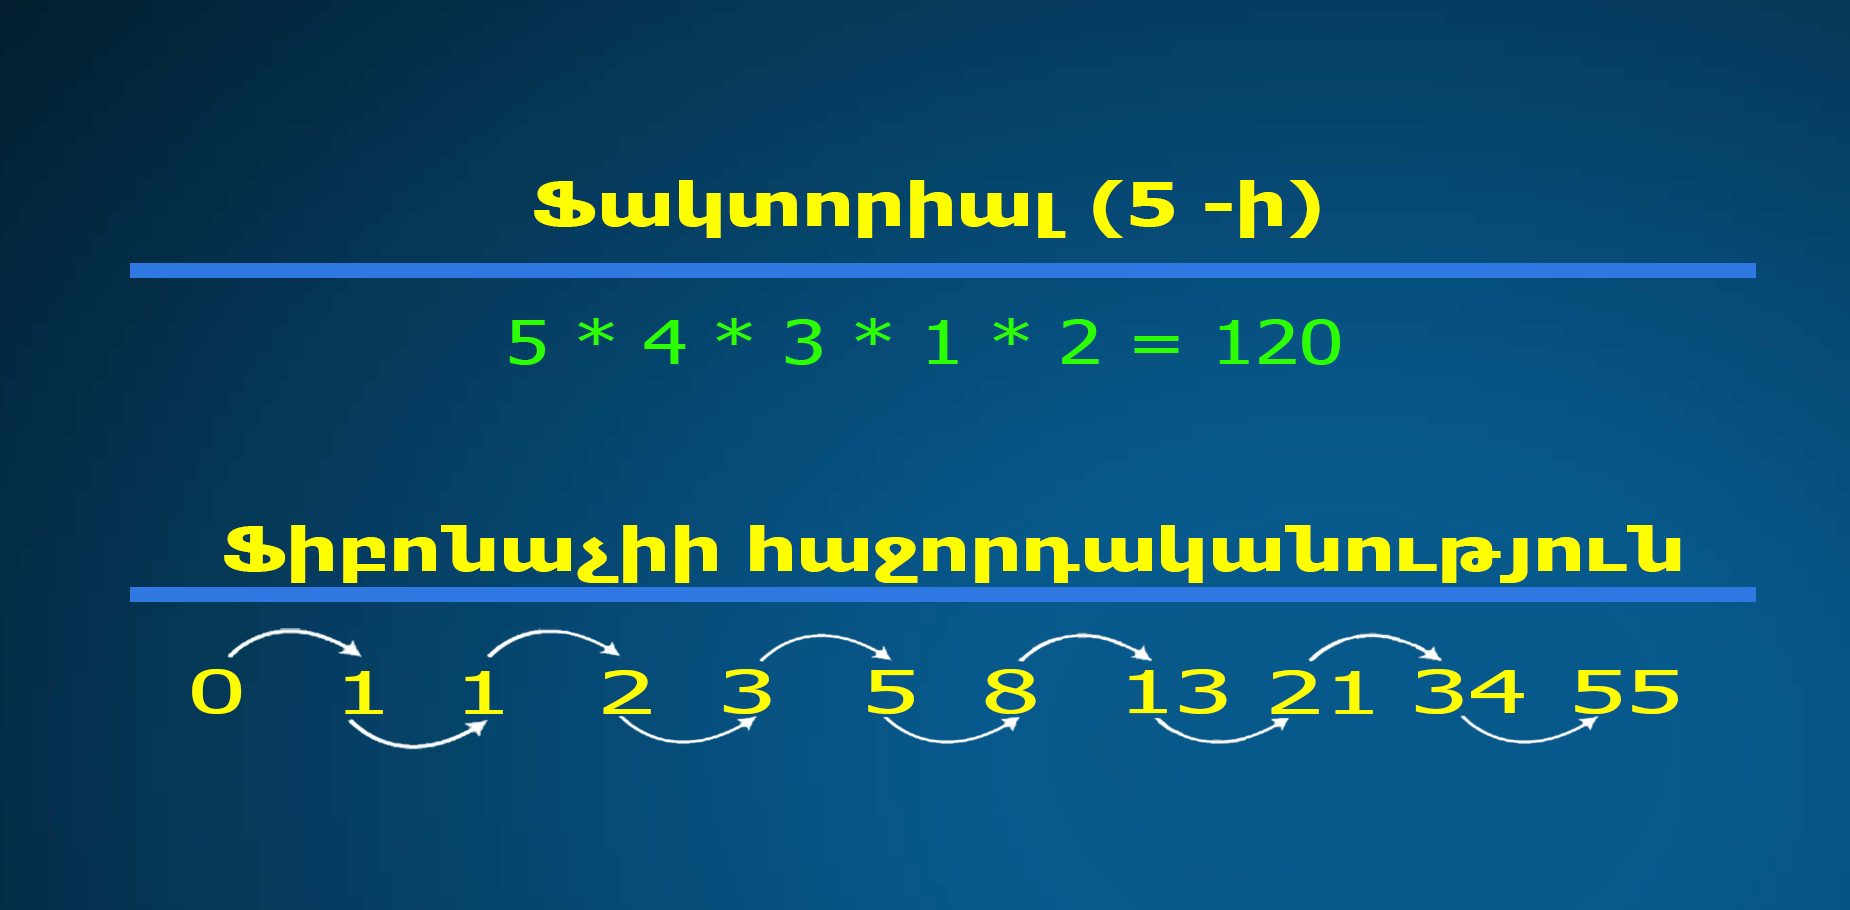 Ֆակտորիալ (5 -ի)
5 * 4 * 3 * 1 * 2 = 120
Ֆիբոնաչիի հաջորդականություն
0 1 1 2 3 5 8 13 21 34 55